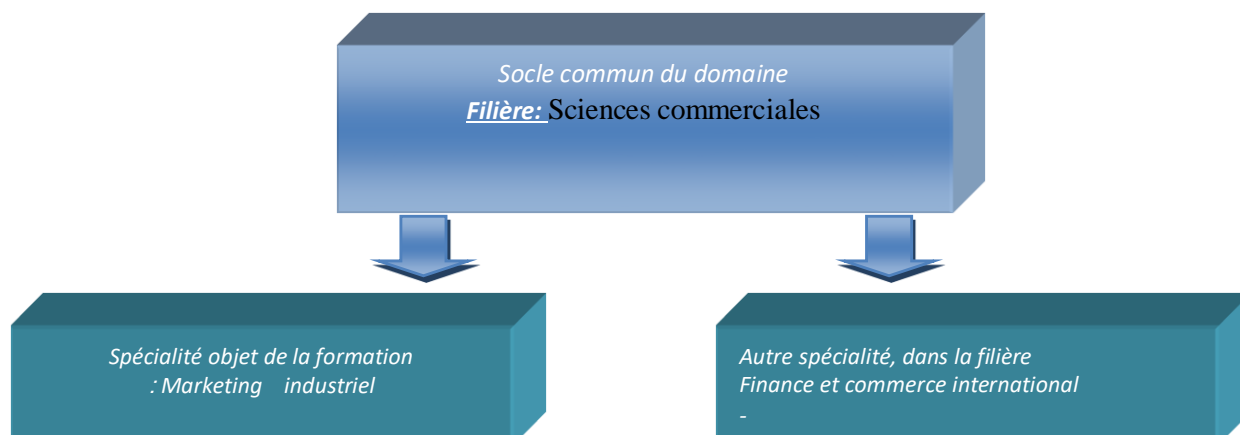 Socle commun du domaine
Filière: Sciences commerciales
Spécialité objet de la formation
: Marketing industriel
Autre spécialité, dans la filière
Finance et commerce international
-